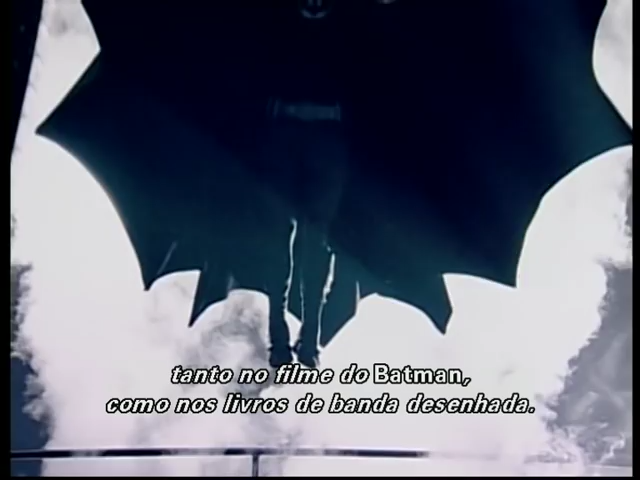 tanto no filme do Batman,
como nos livros de banda desenhada.